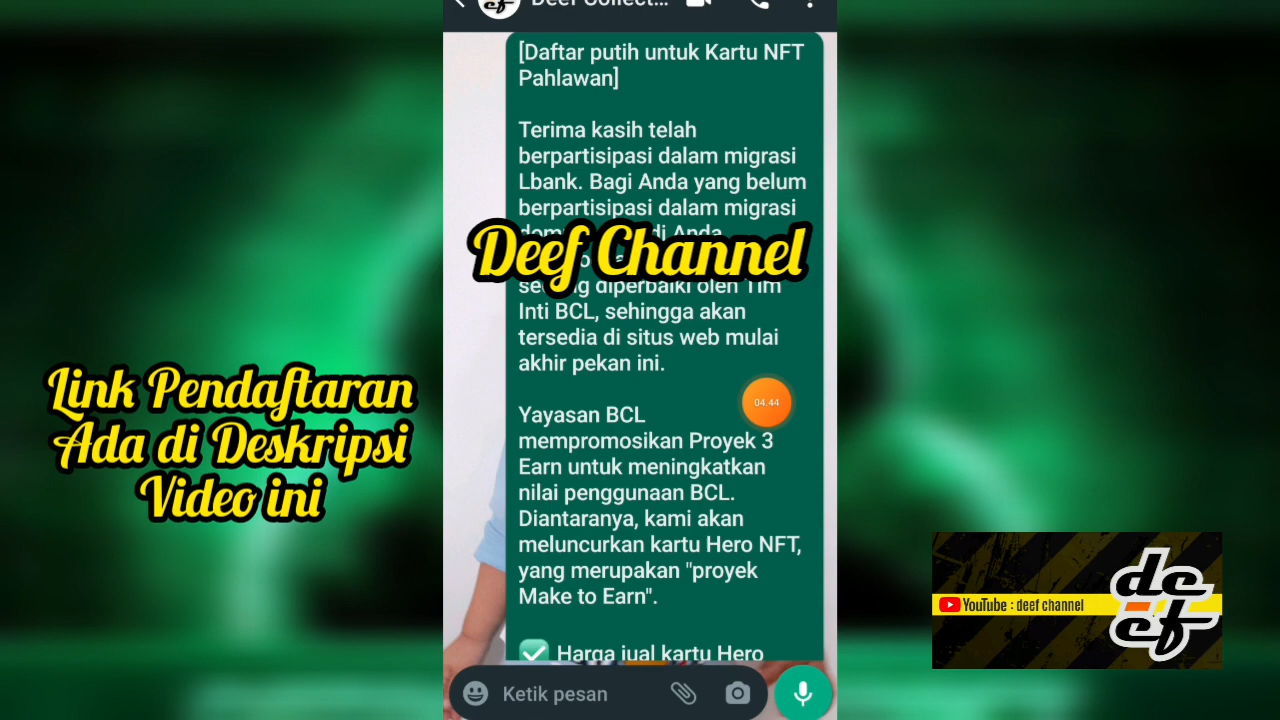 Deef Collect...
[Daftar putih untuk Kartu NFT
Pahlawan]
Terima kasih telah
berpartisipasi dalam migrasi
Lbank. Bagi Anda yang belum
berpartisipasi dalam migrasi
di Anda
Deef Channel
diperbaiki oleh Tim
Inti BCL, sehingga akan
tersedia di situs web mulai
akhir pekan ini.
04.44
Yayasan BCL
mempromosikan Proyek 3
Earn untuk meningkatkan
nilai penggunaan BCL.
Diantaranya, kami akan
meluncurkan kartu Hero NFT,
yang merupakan "proyek
Make to Earn".
Harga jual kartu Hero
Ketik pesan
Link Pendaftaran
Ada di Deskripsi
Video ini
YouTube : deef channel
deef